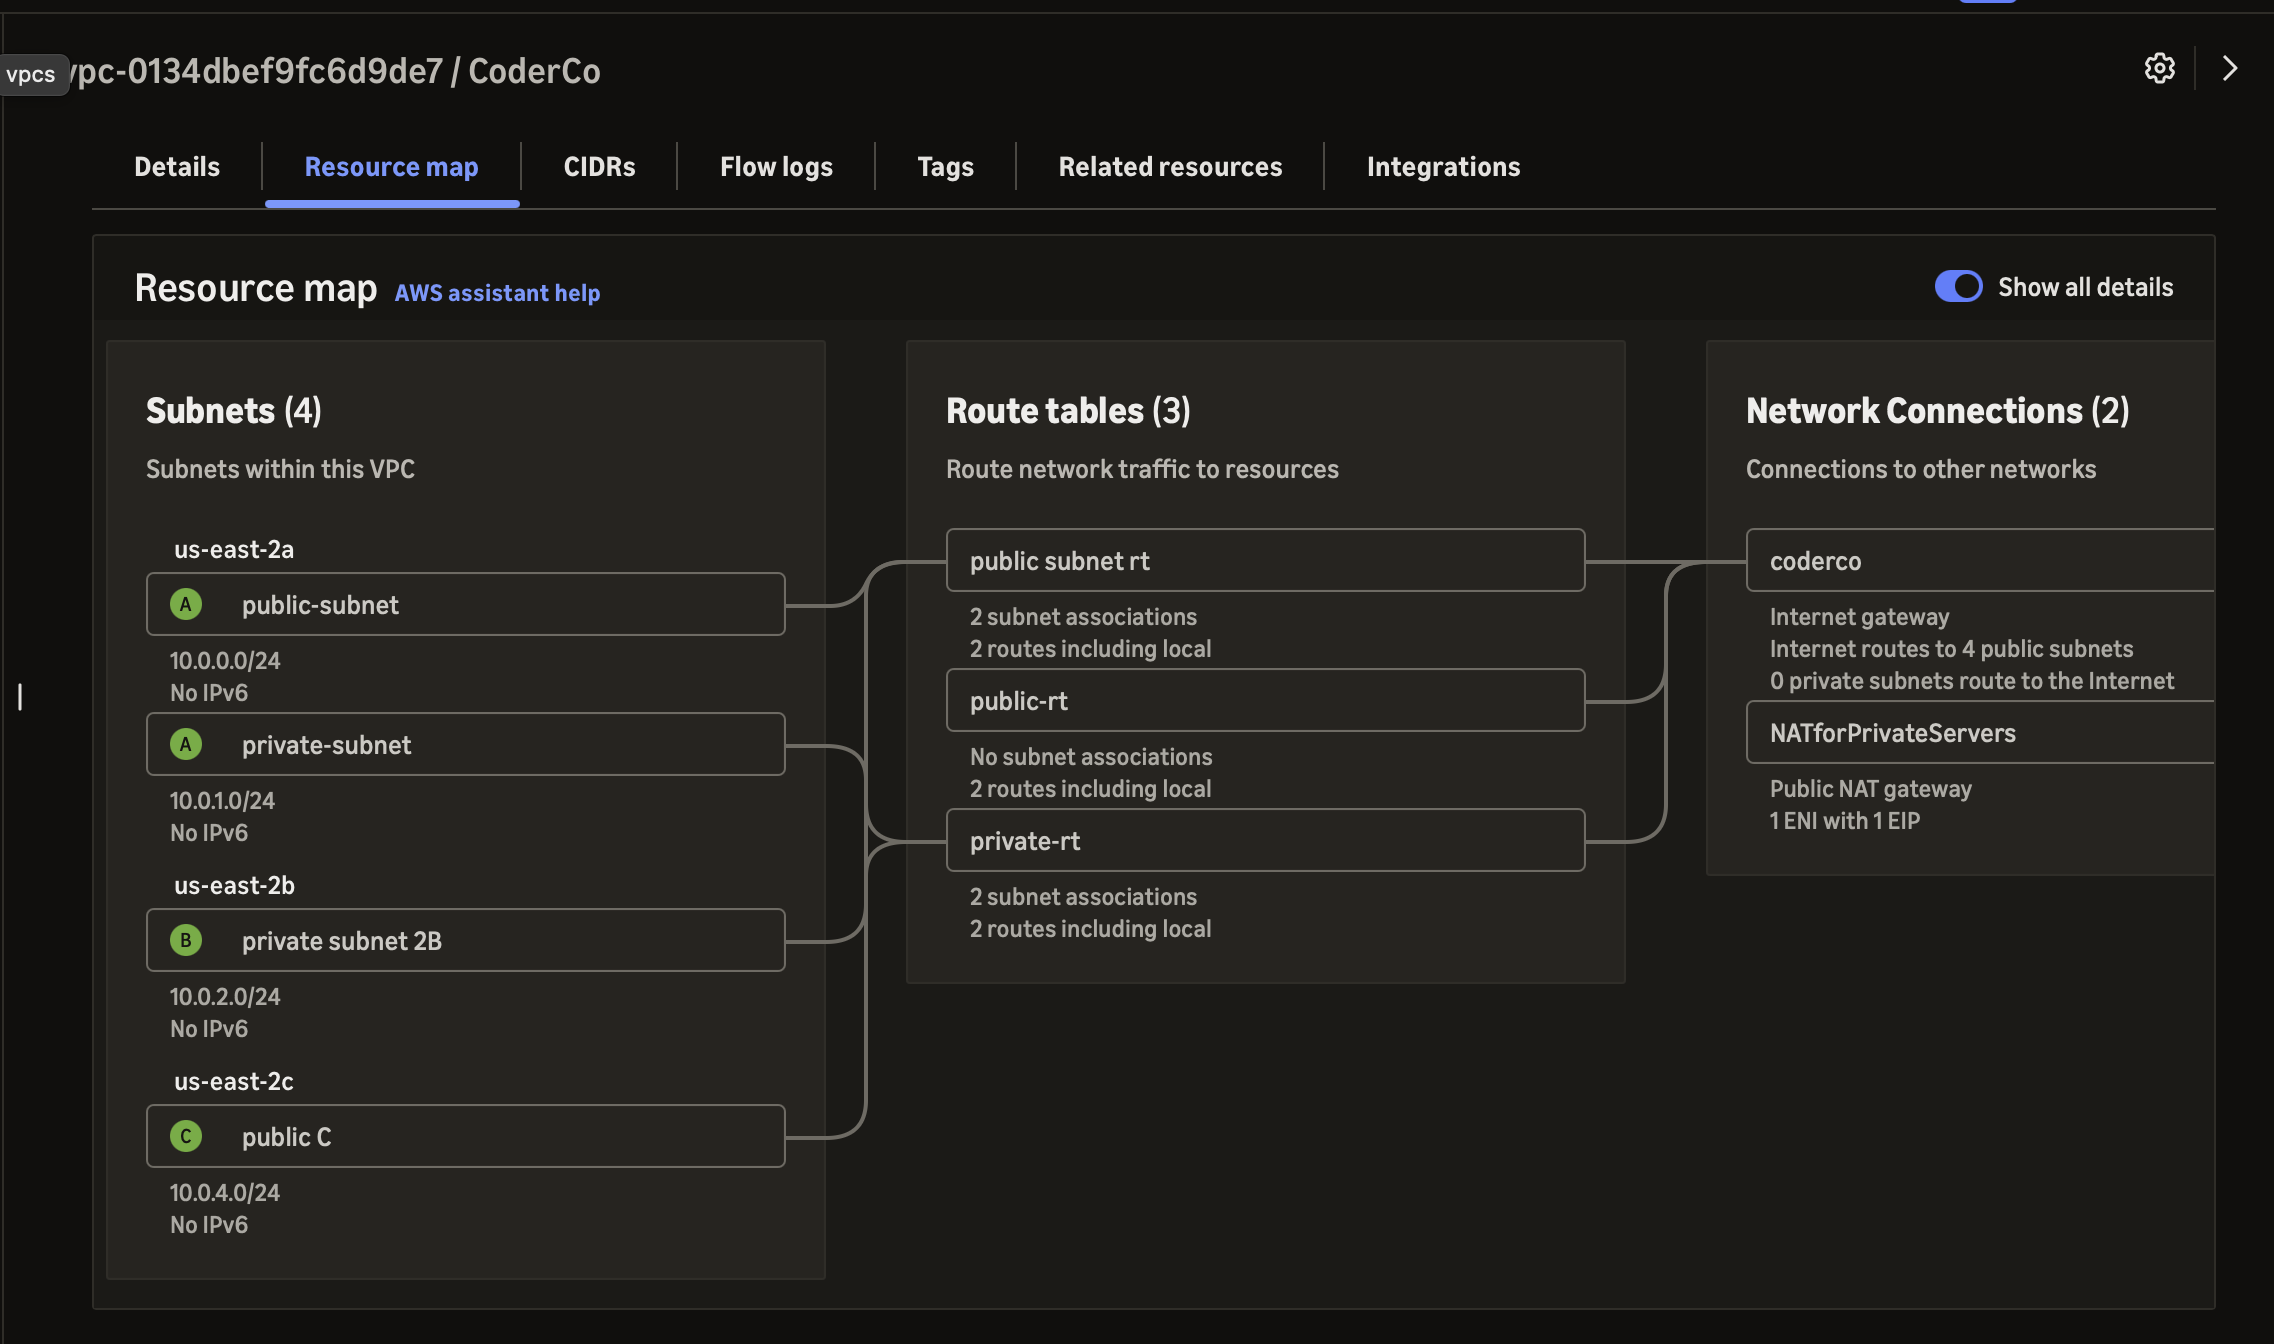 vpcs
vpc-0134dbef9fc6d9de7 / CoderCo
Details
Resource map
CIDRs
Flow logs
Tags
Related resources
Integrations
Resource map
AWS assistant help
Show all details
Subnets (4)
Subnets within this VPC
us-east-2a
A
public-subnet
10.0.0.0/24
No IPv6
A
private-subnet
10.0.1.0/24
No IPv6
us-east-2b
B
private subnet 2B
10.0.2.0/24
No IPv6
us-east-2c
C
public C
10.0.4.0/24
No IPv6
Route tables (3)
Route network traffic to resources
public subnet rt
2 subnet associations
2 routes including local
public-rt
No subnet associations
2 routes including local
private-rt
2 subnet associations
2 routes including local
Network Connections (2)
Connections to other networks
coderco
Internet gateway
Internet routes to 4 public subnets
0 private subnets route to the Internet
NATforPrivateServers
Public NAT gateway
1 ENI with 1 EIP